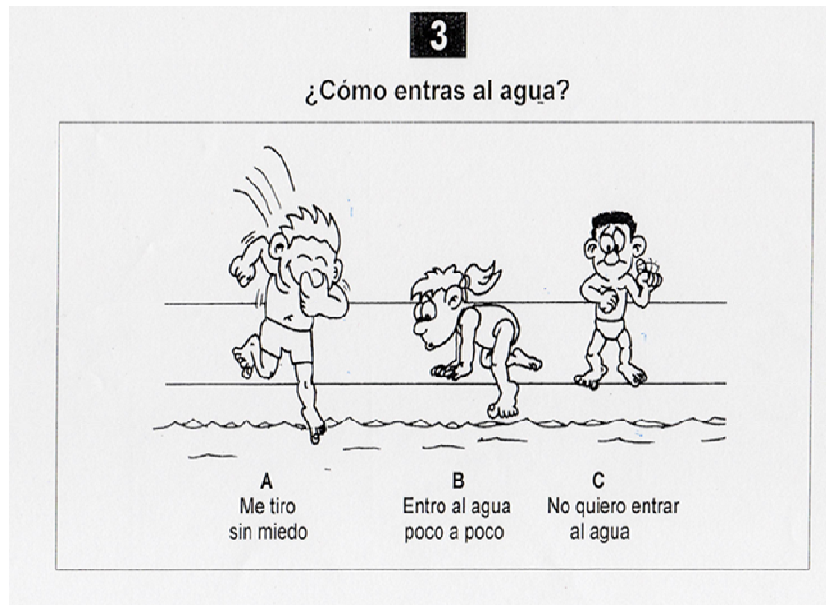 3
¿Cómo entras al agua?
A
Me tiro
sin miedo
B
Entro al agua
poco a poco
C
No quiero entrar
al agua